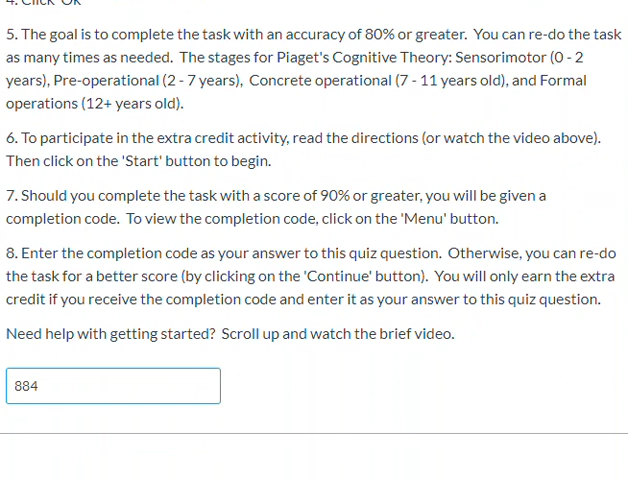 4. Click 'OK'
5. The goal is to complete the task with an accuracy of 80% or greater. You can re-do the task
as many times as needed. The stages for Piaget's Cognitive Theory: Sensorimotor (0 - 2
years), Pre-operational (2 - 7 years), Concrete operational (7 - 11 years old), and Formal
operations (12+ years old).
6. To participate in the extra credit activity, read the directions (or watch the video above).
Then click on the 'Start' button to begin.
7. Should you complete the task with a score of 90% or greater, you will be given a
completion code. To view the completion code, click on the 'Menu' button.
8. Enter the completion code as your answer to this quiz question. Otherwise, you can re-do
the task for a better score (by clicking on the 'Continue' button). You will only earn the extra
credit if you receive the completion code and enter it as your answer to this quiz question.
Need help with getting started? Scroll up and watch the brief video.
884